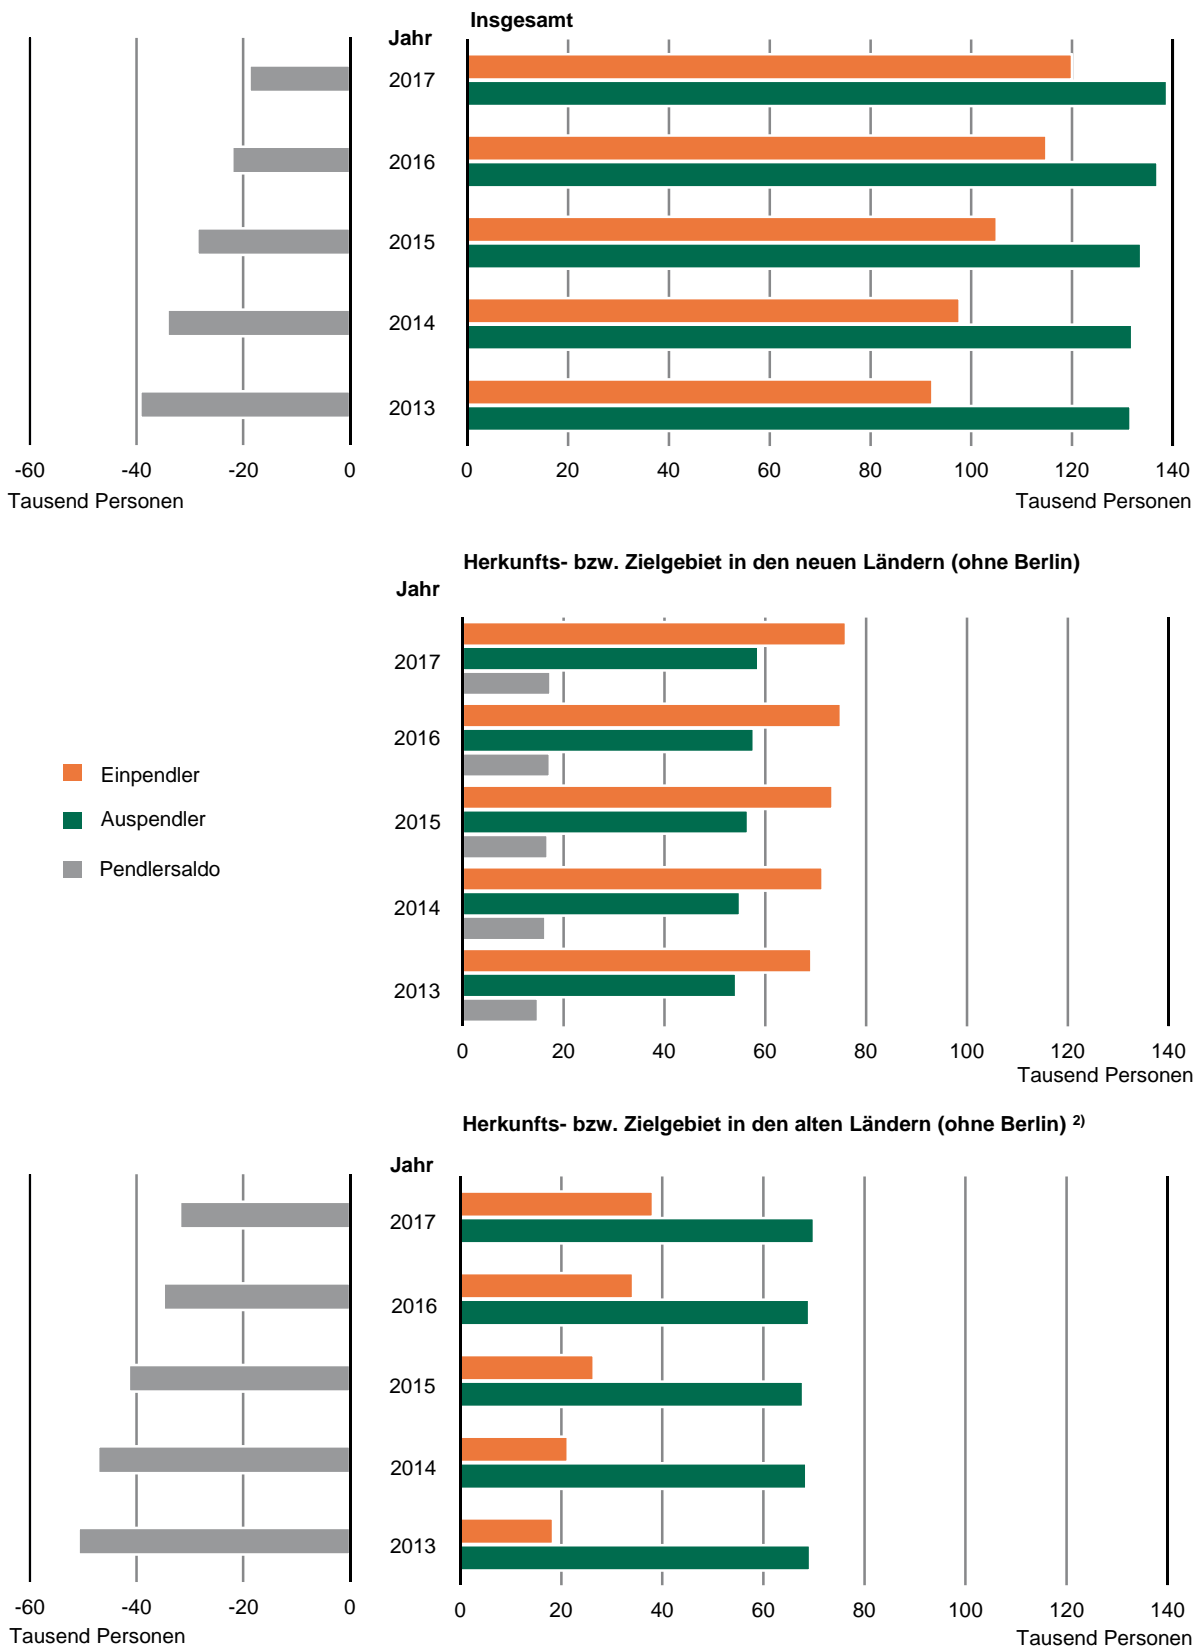 Insgesamt
Jahr
2017
2016
2015
2014
2013
-60 -40 -20 0 0 20 40 60 80 100 120 140
Tausend Personen Tausend Personen
Herkunfts- bzw. Zielgebiet in den neuen Ländern (ohne Berlin)
Jahr
2017
2016
2015
2014
2013
Einpendler
Auspendler
Pendlersaldo
0 20 40 60 80 100 120 140
Tausend Personen
Herkunfts- bzw. Zielgebiet in den alten Ländern (ohne Berlin) 2)
Jahr
2017
2016
2015
2014
2013
-60 -40 -20 0 0 20 40 60 80 100 120 140
Tausend Personen Tausend Personen